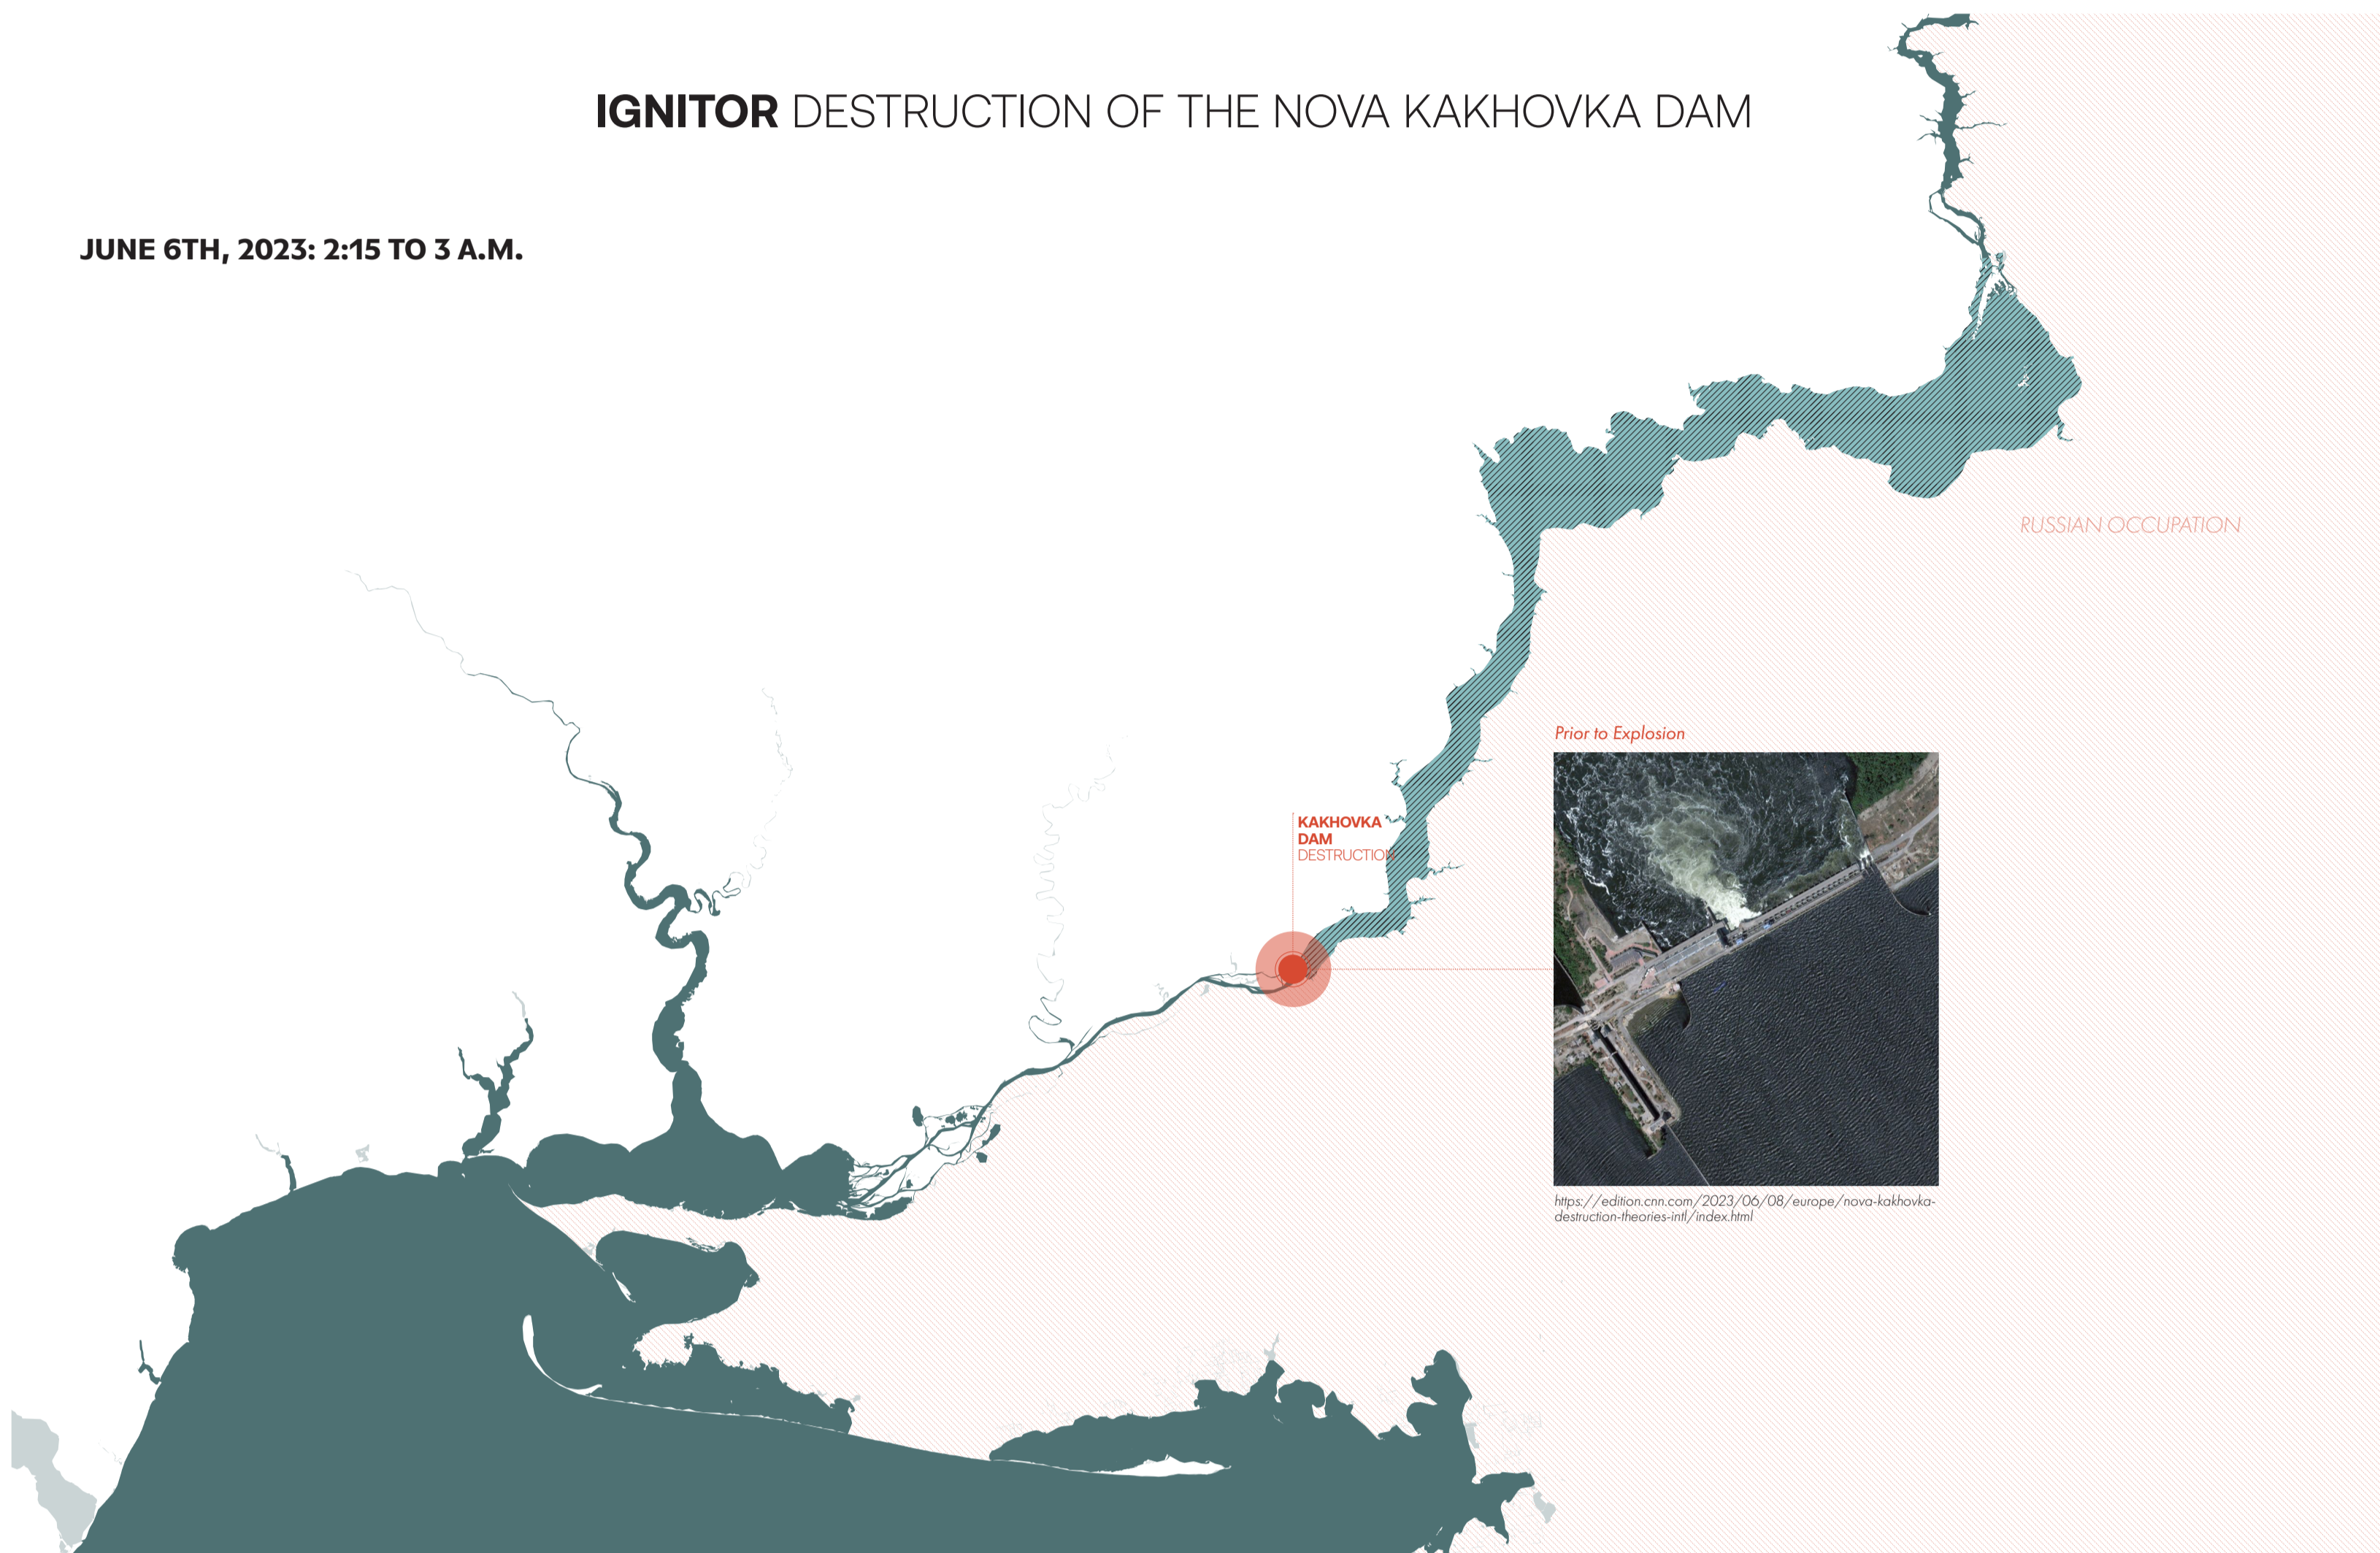 IGNITOR DESTRUCTION OF THE NOVA KAKHOVKA DAM
JUNE 6TH, 2023: 2:15 TO 3 A.M.
RUSSIAN OCCUPATION
Prior to Explosion
KAKHOVKA
DAM
DESTRUCTION
https://edition.cnn.com/2023/06/08/europe/nova-kakhovka-
destruction-theories-intl/index.html